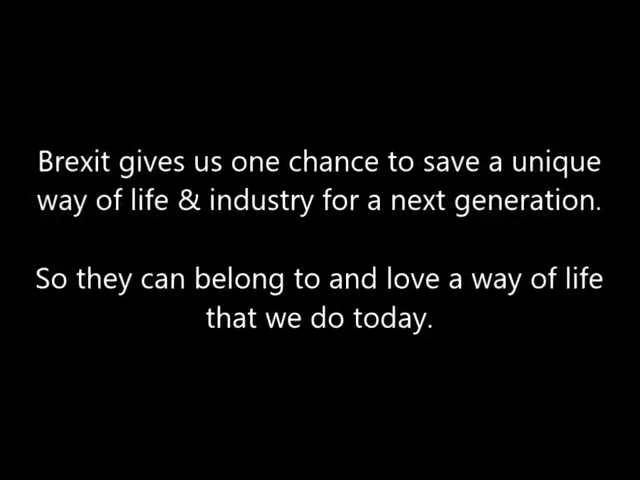 Brexit gives us one chance to save a unique
way of life & industry for a next generation.
So they can belong to and love a way of life
that we do today.